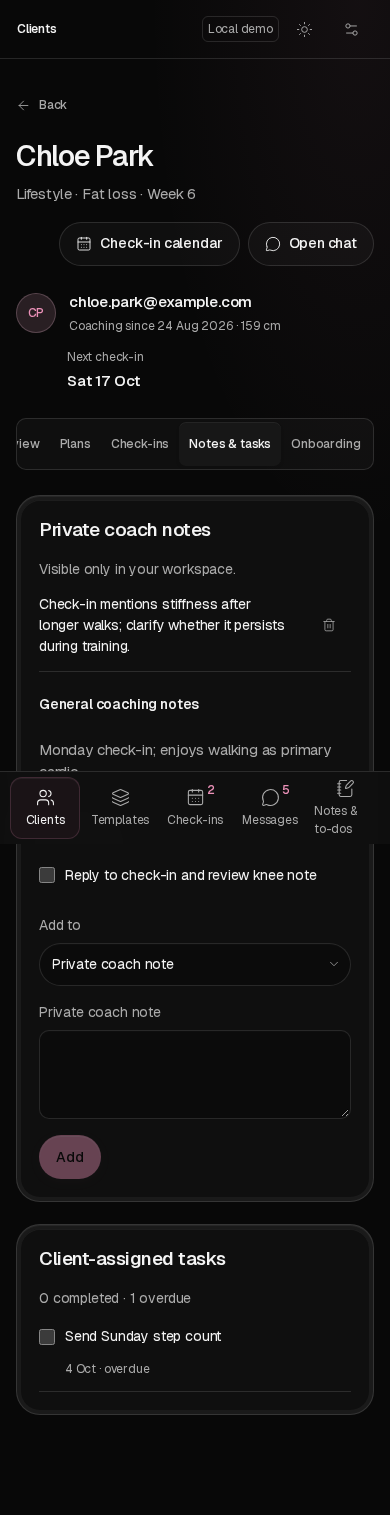 Clients
Local demo
Back
Chloe Park
Lifestyle · Fat loss · Week 6
Check-in calendar
Open chat
CP
chloe.park@example.com
Coaching since 24 Aug 2026 · 159 cm
Next check-in
Sat 17 Oct
view
Plans
Check-ins
Notes & tasks
Onboarding
Private coach notes
Visible only in your workspace.
Check-in mentions stiffness after
longer walks; clarify whether it persists
during training.
General coaching notes
Monday check-in; enjoys walking as primary
cardio
Clients
Templates
2
Check-ins
5
Messages
Notes &
to-dos
Reply to check-in and review knee note
Add to
Private coach note
Private coach note
Add
Client-assigned tasks
0 completed · 1 overdue
Send Sunday step count
4 Oct · overdue